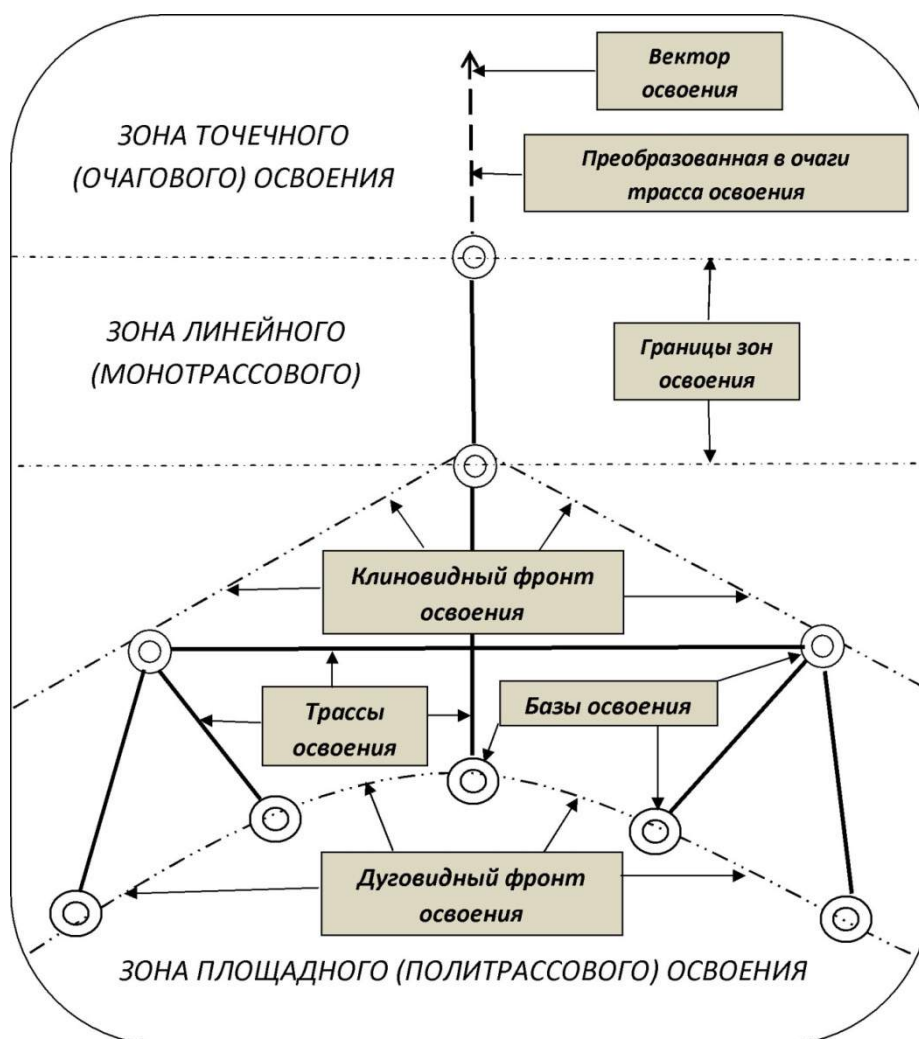 Вектор
освоения
ЗОНА ТОЧЕЧНОГО
(ОЧАГОВОГО) ОСВОЕНИЯ
Преобразованная в очаги
трасса освоения
ЗОНА ЛИНЕЙНОГО
(МОНОТРАССОВОГО)
Границы зон
освоения
Клиновидный фронт
освоения
Трассы
освоения
Базы освоения
Дуговидный фронт
освоения
ЗОНА ПЛОЩАДНОГО (ПОЛИТРАССОВОГО) ОСВОЕНИЯ